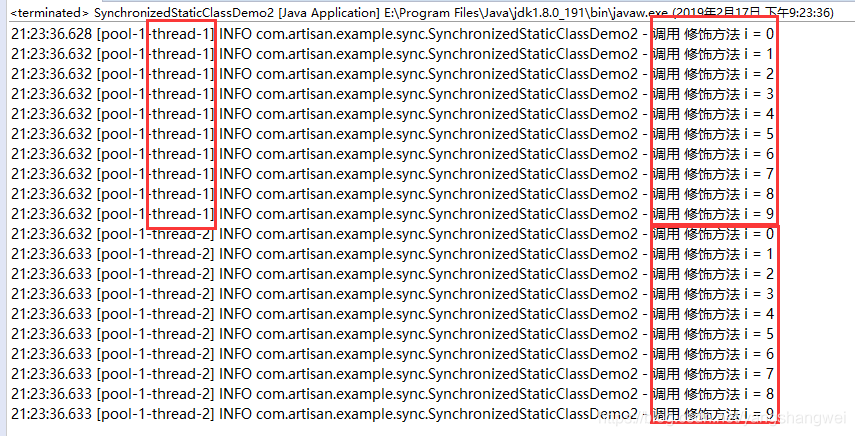 <terminated> SynchronizedStaticClassDemo2 [Java Application] E:\Program Files\Java\jdk1.8.0_191\bin\javaw.exe (2019年2月17日 下午9:23:36)
21:23:36.628 [pool-1-thread-1] INFO com.artisan.example.sync.SynchronizedStaticClassDemo2 - 调用 修饰方法 i = 0
21:23:36.632 [pool-1-thread-1] INFO com.artisan.example.sync.SynchronizedStaticClassDemo2 - 调用 修饰方法 i = 1
21:23:36.632 [pool-1-thread-1] INFO com.artisan.example.sync.SynchronizedStaticClassDemo2 - 调用 修饰方法 i = 2
21:23:36.632 [pool-1-thread-1] INFO com.artisan.example.sync.SynchronizedStaticClassDemo2 - 调用 修饰方法 i = 3
21:23:36.632 [pool-1-thread-1] INFO com.artisan.example.sync.SynchronizedStaticClassDemo2 - 调用 修饰方法 i = 4
21:23:36.632 [pool-1-thread-1] INFO com.artisan.example.sync.SynchronizedStaticClassDemo2 - 调用 修饰方法 i = 5
21:23:36.632 [pool-1-thread-1] INFO com.artisan.example.sync.SynchronizedStaticClassDemo2 - 调用 修饰方法 i = 6
21:23:36.632 [pool-1-thread-1] INFO com.artisan.example.sync.SynchronizedStaticClassDemo2 - 调用 修饰方法 i = 7
21:23:36.632 [pool-1-thread-1] INFO com.artisan.example.sync.SynchronizedStaticClassDemo2 - 调用 修饰方法 i = 8
21:23:36.632 [pool-1-thread-1] INFO com.artisan.example.sync.SynchronizedStaticClassDemo2 - 调用 修饰方法 i = 9
21:23:36.632 [pool-1-thread-2] INFO com.artisan.example.sync.SynchronizedStaticClassDemo2 - 调用 修饰方法 i = 0
21:23:36.633 [pool-1-thread-2] INFO com.artisan.example.sync.SynchronizedStaticClassDemo2 - 调用 修饰方法 i = 1
21:23:36.633 [pool-1-thread-2] INFO com.artisan.example.sync.SynchronizedStaticClassDemo2 - 调用 修饰方法 i = 2
21:23:36.633 [pool-1-thread-2] INFO com.artisan.example.sync.SynchronizedStaticClassDemo2 - 调用 修饰方法 i = 3
21:23:36.633 [pool-1-thread-2] INFO com.artisan.example.sync.SynchronizedStaticClassDemo2 - 调用 修饰方法 i = 4
21:23:36.633 [pool-1-thread-2] INFO com.artisan.example.sync.SynchronizedStaticClassDemo2 - 调用 修饰方法 i = 5
21:23:36.633 [pool-1-thread-2] INFO com.artisan.example.sync.SynchronizedStaticClassDemo2 - 调用 修饰方法 i = 6
21:23:36.633 [pool-1-thread-2] INFO com.artisan.example.sync.SynchronizedStaticClassDemo2 - 调用 修饰方法 i = 7
21:23:36.633 [pool-1-thread-2] INFO com.artisan.example.sync.SynchronizedStaticClassDemo2 - 调用 修饰方法 i = 8
21:23:36.633 [pool-1-thread-2] INFO com.artisan.example.sync.SynchronizedStaticClassDemo2 - 调用 修饰方法 i = 9